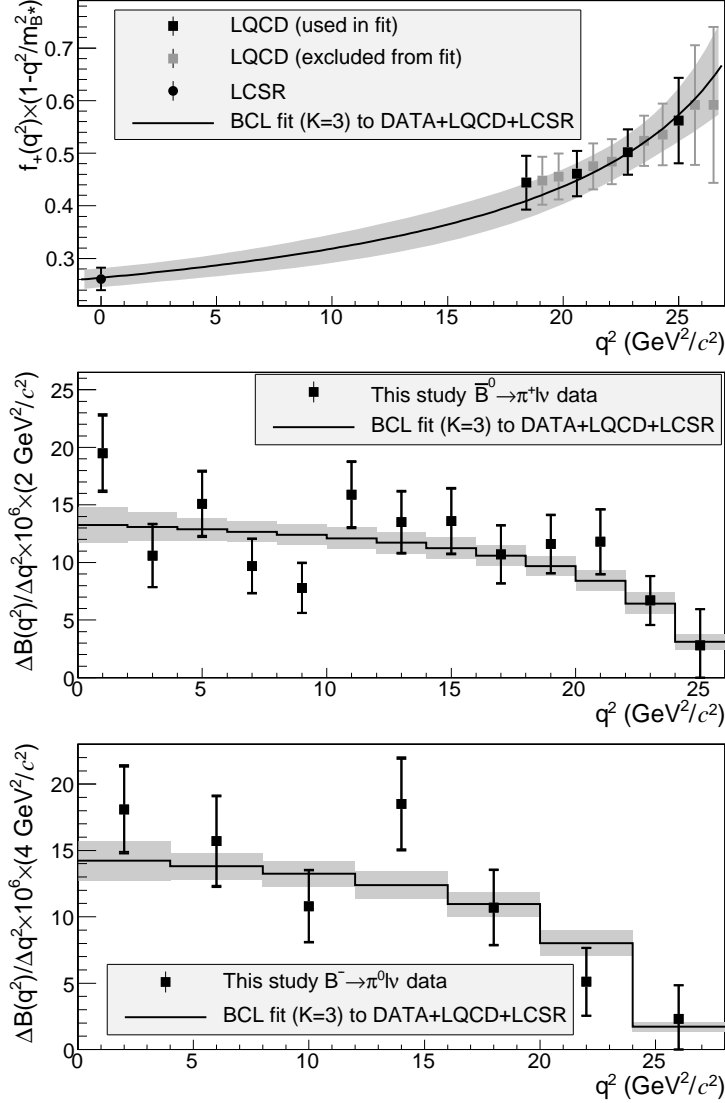 f₊(q²)×(1-q²/m²_B*)
0.7
0.6
0.5
0.4
0.3
LQCD (used in fit)
LQCD (excluded from fit)
LCSR
BCL fit (K=3) to DATA+LQCD+LCSR
0 5 10 15 20 25
q² (GeV²/c²)
ΔB(q²)/Δq²×10⁶×(2 GeV²/c²)
25
20
15
10
5
0
This study B̅⁰→π⁺lν data
BCL fit (K=3) to DATA+LQCD+LCSR
0 5 10 15 20 25
q² (GeV²/c²)
ΔB(q²)/Δq²×10⁶×(4 GeV²/c²)
20
15
10
5
0
This study B⁻→π⁰lν data
BCL fit (K=3) to DATA+LQCD+LCSR
0 5 10 15 20 25
q² (GeV²/c²)